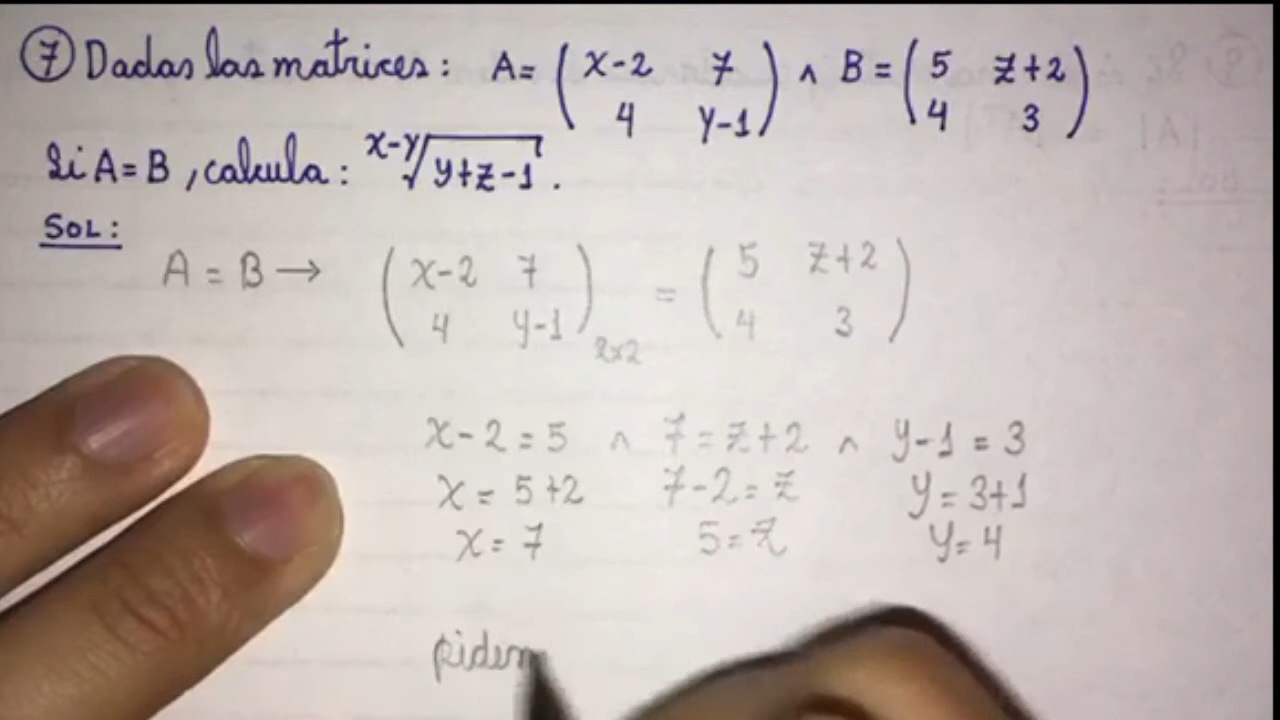 7 Dadas las matrices: A = ( x-2 7 ; 4 y-1 ) ∧ B = ( 5 z+2 ; 4 3 )
Si A = B, calcula: ˣ⁻ʸ√(y+z-1).
SOL:
A = B → ( x-2 7 ; 4 y-1 )₂ₓ₂ = ( 5 z+2 ; 4 3 )
x-2 = 5 ∧ 7 = z+2 ∧ y-1 = 3
x = 5+2 7-2 = z y = 3+1
x = 7 5 = z y = 4
piden